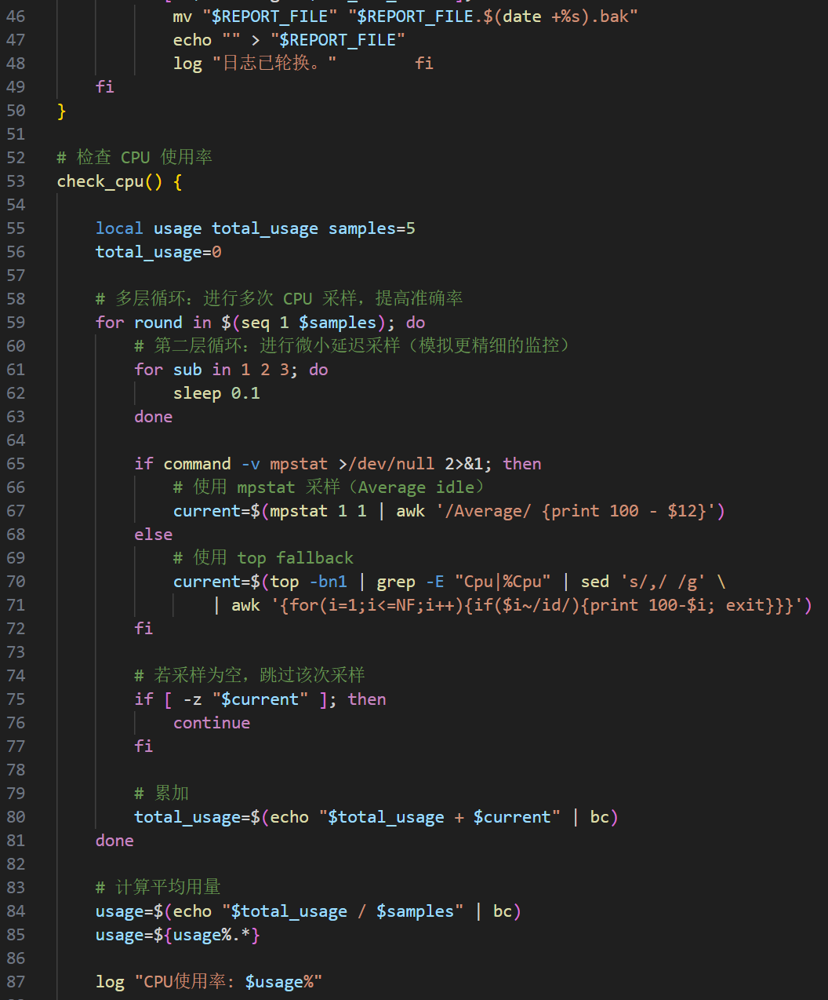 46 mv "$REPORT_FILE" "$REPORT_FILE.$(date +%s).bak"
47 echo "" > "$REPORT_FILE"
48 log "日志已轮换。" fi
49 fi
50 }
51
52 # 检查 CPU 使用率
53 check_cpu() {
54
55 local usage total_usage samples=5
56 total_usage=0
57
58 # 多层循环：进行多次 CPU 采样，提高准确率
59 for round in $(seq 1 $samples); do
60 # 第二层循环：进行微小延迟采样（模拟更精细的监控）
61 for sub in 1 2 3; do
62 sleep 0.1
63 done
64
65 if command -v mpstat >/dev/null 2>&1; then
66 # 使用 mpstat 采样（Average idle）
67 current=$(mpstat 1 1 | awk '/Average/ {print 100 - $12}')
68 else
69 # 使用 top fallback
70 current=$(top -bn1 | grep -E "Cpu|%Cpu" | sed 's/,/ /g' \
71 | awk '{for(i=1;i<=NF;i++){if($i~/id/){print 100-$i; exit}}}')
72 fi
73
74 # 若采样为空，跳过该次采样
75 if [ -z "$current" ]; then
76 continue
77 fi
78
79 # 累加
80 total_usage=$(echo "$total_usage + $current" | bc)
81 done
82
83 # 计算平均用量
84 usage=$(echo "$total_usage / $samples" | bc)
85 usage=${usage%.*}
86
87 log "CPU使用率: $usage%"